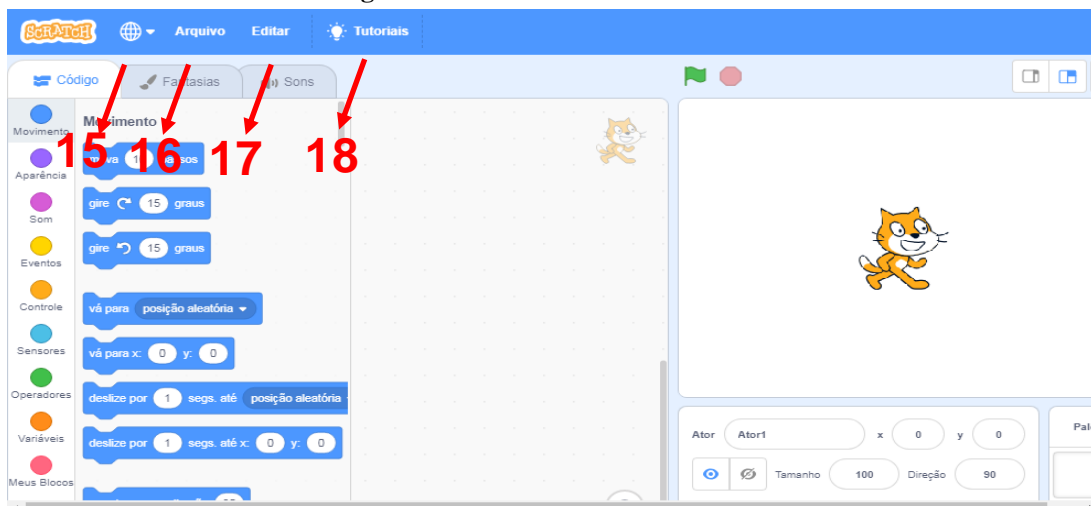 SCRATCH Arquivo Editar Tutoriais
Código Fantasias Sons
Movimento
Aparência
Som
Eventos
Controle
Sensores
Operadores
Variáveis
Meus Blocos
Movimento
15 16 17 18
passos
gire 15 graus
gire 15 graus
vá para posição aleatória
vá para x: 0 y: 0
deslize por 1 segs. até posição aleatória
deslize por 1 segs. até x: 0 y: 0
Ator Ator1 x 0 y 0
Tamanho 100 Direção 90